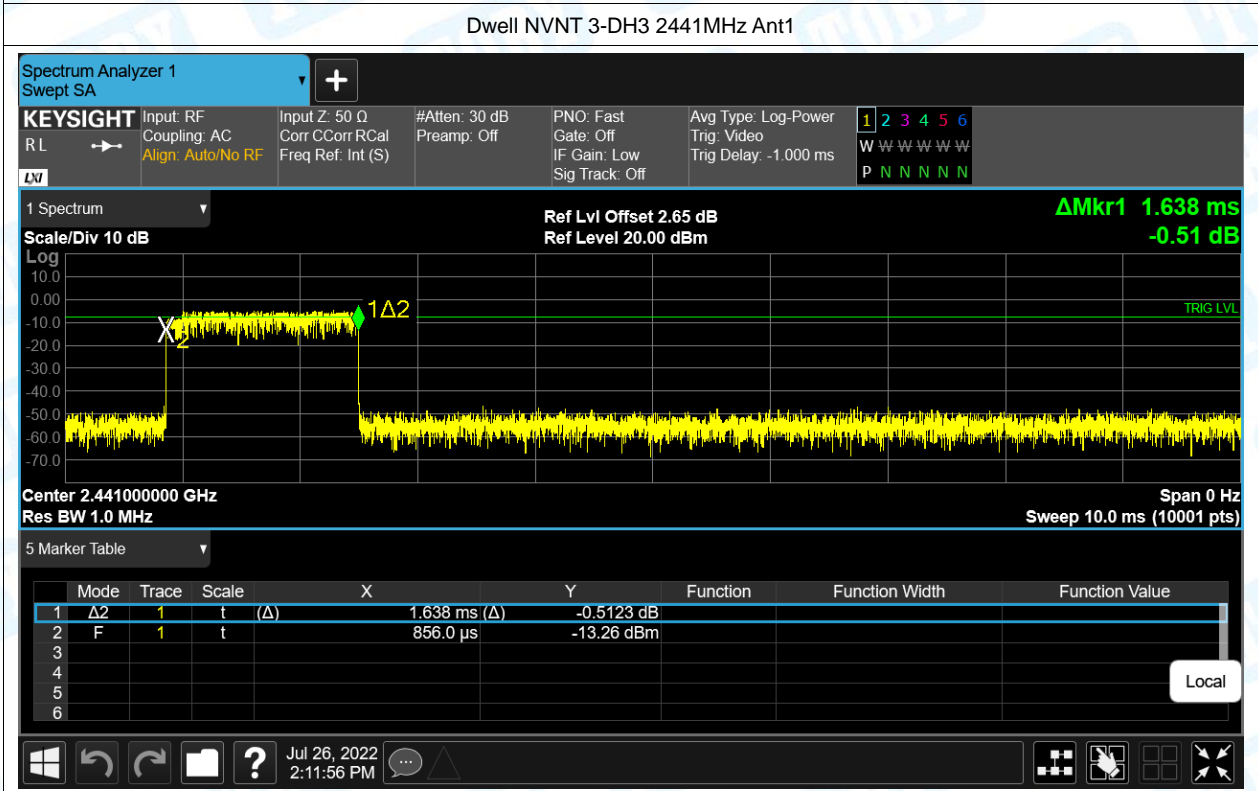 Dwell NVNT 3-DH3 2441MHz Ant1
Spectrum Analyzer 1
Swept SA
KEYSIGHT
R L
LXI
Input: RF
Coupling: AC
Align: Auto/No RF
Input Z: 50 Ω
Corr CCorr RCal
Freq Ref: Int (S)
#Atten: 30 dB
Preamp: Off
PNO: Fast
Gate: Off
IF Gain: Low
Sig Track: Off
Avg Type: Log-Power
Trig: Video
Trig Delay: -1.000 ms
1 2 3 4 5 6
W W W W W W
P N N N N N
1 Spectrum
Scale/Div 10 dB
Ref Lvl Offset 2.65 dB
Ref Level 20.00 dBm
ΔMkr1 1.638 ms
-0.51 dB
Log
10.0
0.00
-10.0
-20.0
-30.0
-40.0
-50.0
-60.0
-70.0
1Δ2
2
TRIG LVL
Center 2.441000000 GHz
Span 0 Hz
Res BW 1.0 MHz
Sweep 10.0 ms (10001 pts)
5 Marker Table
Mode Trace Scale X Y Function Function Width Function Value
1 Δ2 1 t (Δ) 1.638 ms (Δ) -0.5123 dB
2 F 1 t 856.0 µs -13.26 dBm
3
4
5
6
Local
?
Jul 26, 2022
2:11:56 PM